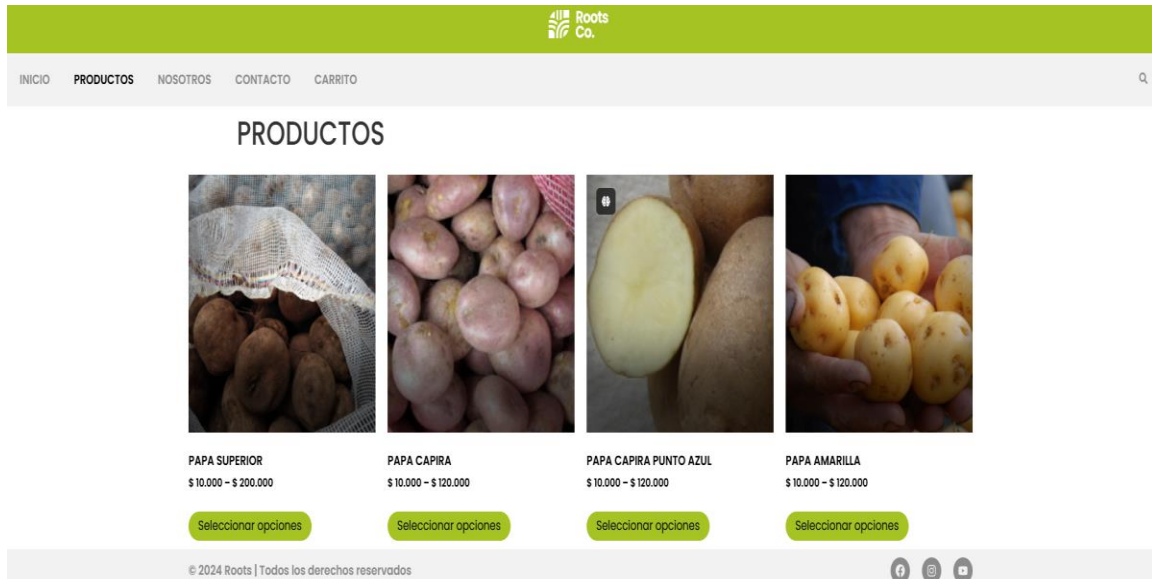 Roots
Co.
INICIO PRODUCTOS NOSOTROS CONTACTO CARRITO
PRODUCTOS
PAPA SUPERIOR PAPA CAPIRA PAPA CAPIRA PUNTO AZUL PAPA AMARILLA
$ 10.000 – $ 200.000 $ 10.000 – $ 120.000 $ 10.000 – $ 120.000 $ 10.000 – $ 120.000
Seleccionar opciones Seleccionar opciones Seleccionar opciones Seleccionar opciones
© 2024 Roots | Todos los derechos reservados